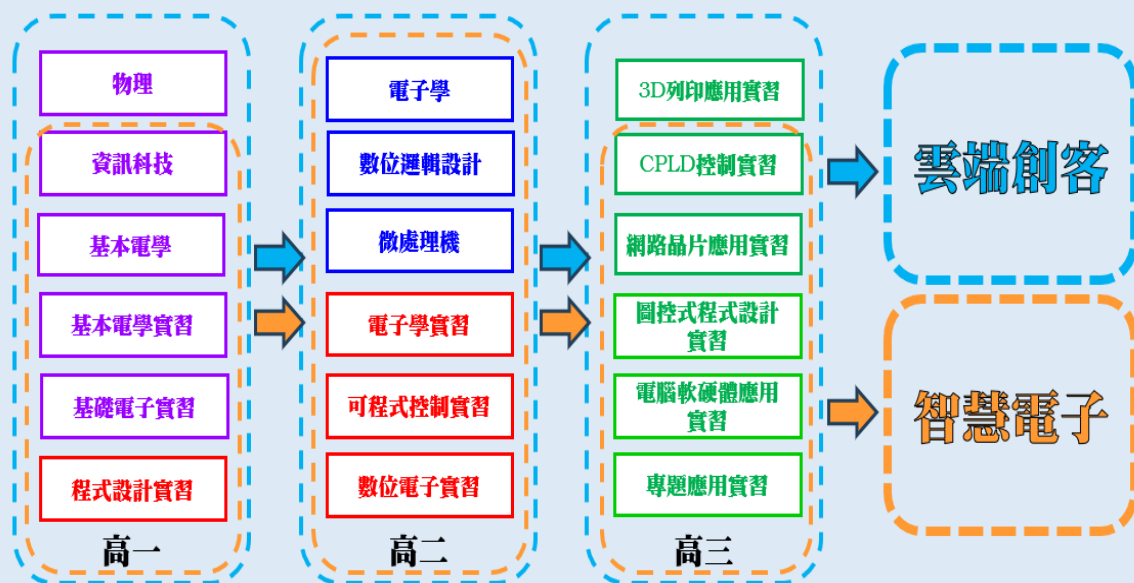 物理
資訊科技
基本電學
基本電學實習
基礎電子實習
程式設計實習
高一
電子學
數位邏輯設計
微處理機
電子學實習
可程式控制實習
數位電子實習
高二
3D列印應用實習
CPLD控制實習
網路晶片應用實習
圖控式程式設計
實習
電腦軟硬體應用
實習
專題應用實習
高三
雲端創客
智慧電子